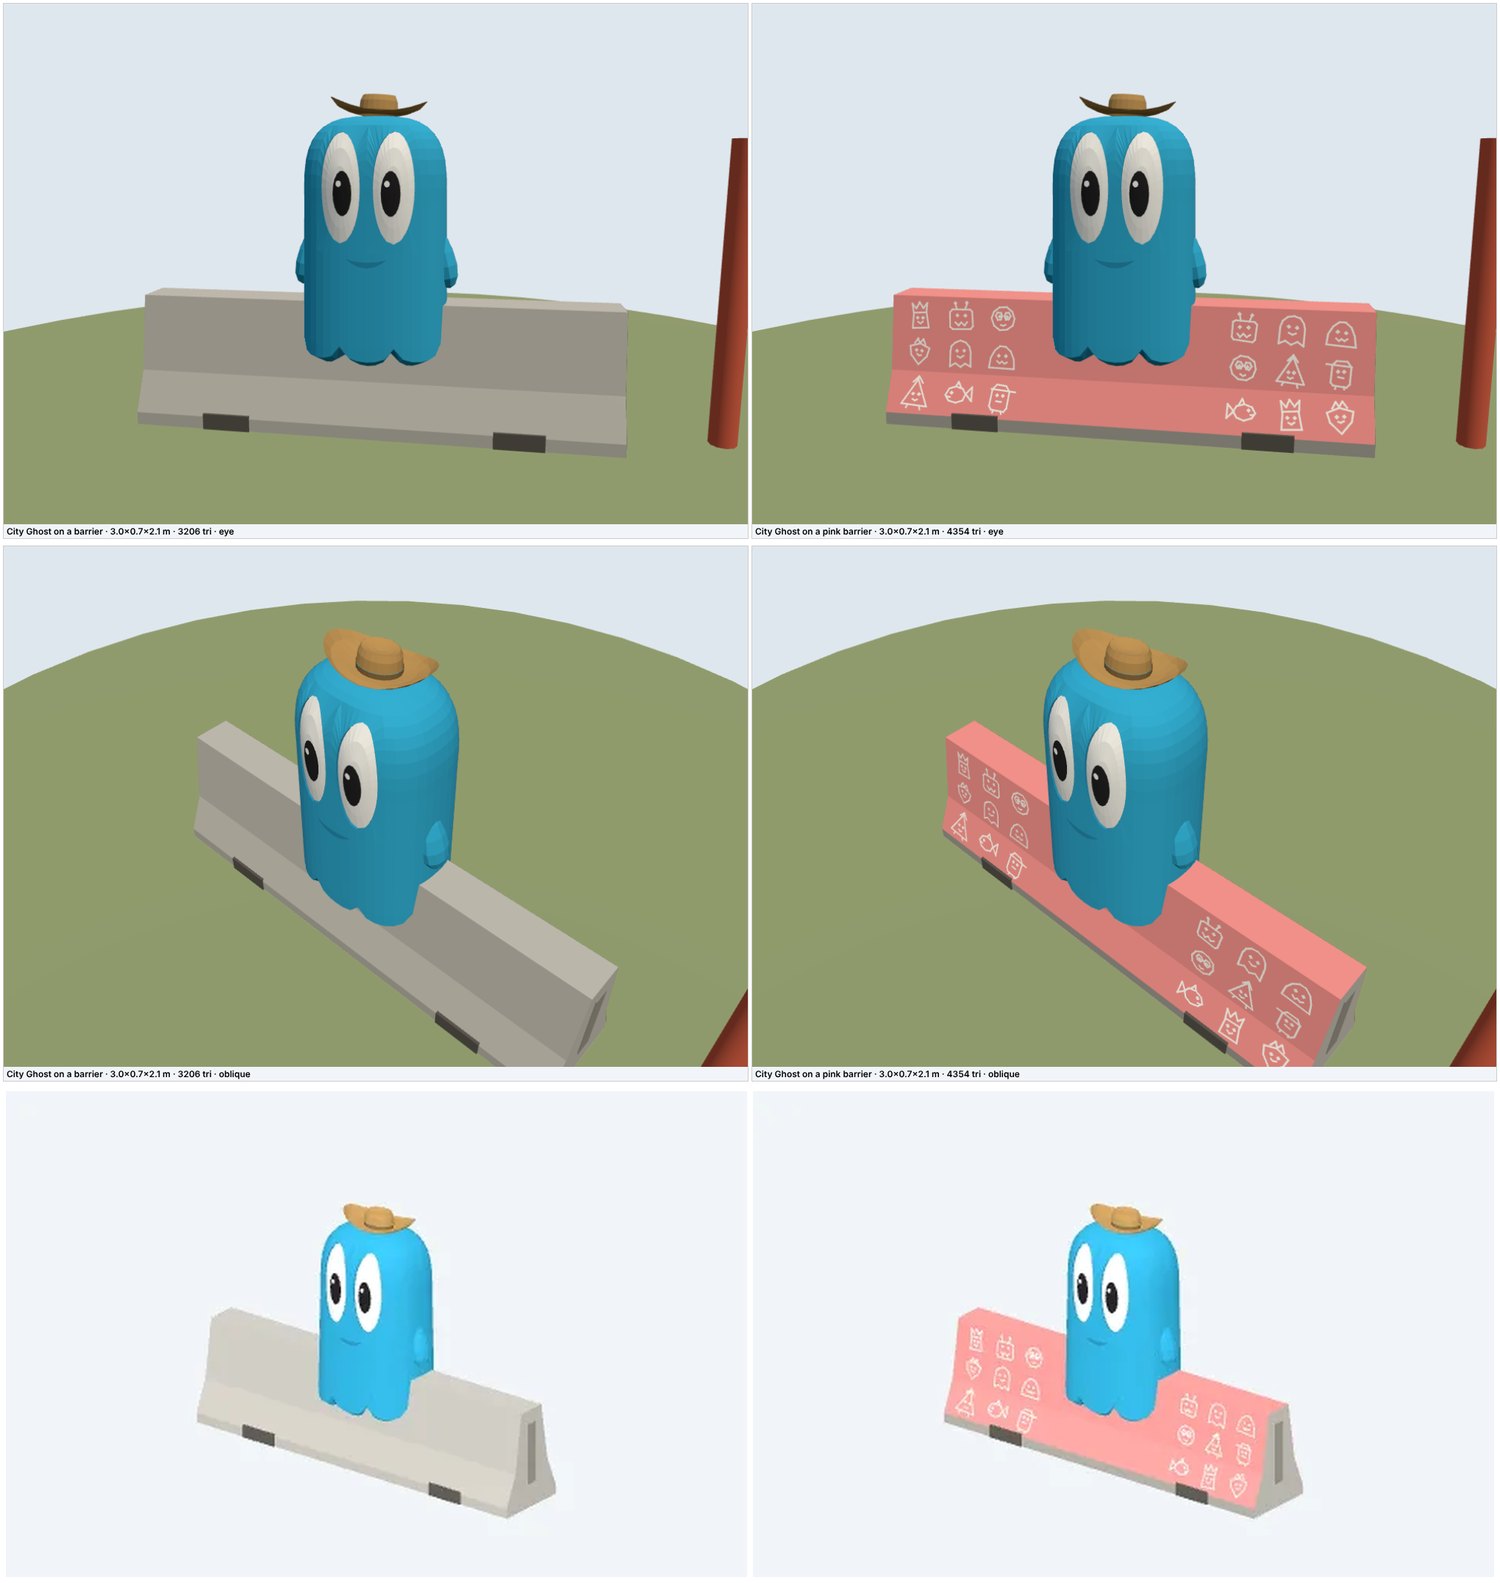 City Ghost on a barrier · 3.0×0.7×2.1 m · 3206 tri · eye
City Ghost on a pink barrier · 3.0×0.7×2.1 m · 4354 tri · eye
City Ghost on a barrier · 3.0×0.7×2.1 m · 3206 tri · oblique
City Ghost on a pink barrier · 3.0×0.7×2.1 m · 4354 tri · oblique